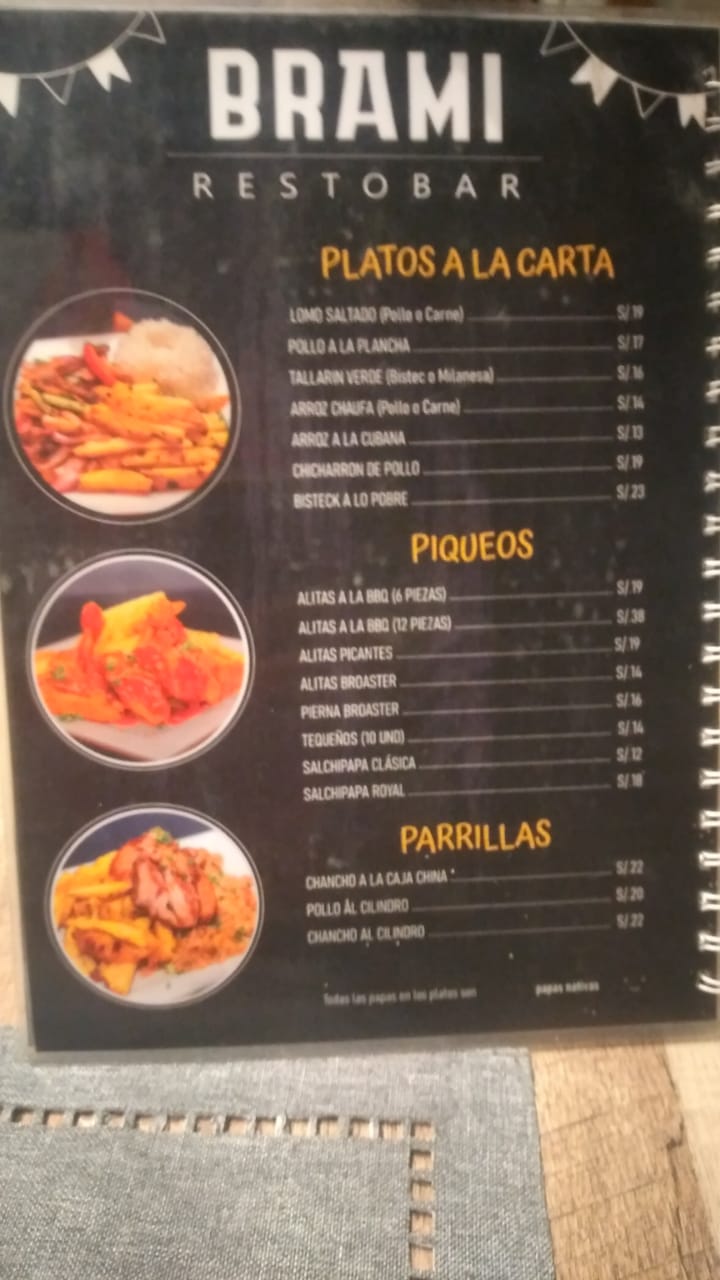 BRAMI
RESTOBAR
PLATOS A LA CARTA
LOMO SALTADO (Pollo o Carne) S/ 19
POLLO A LA PLANCHA S/ 17
TALLARIN VERDE (Bistec o Milanesa) S/ 16
ARROZ CHAUFA (Pollo o Carne) S/ 14
ARROZ A LA CUBANA S/ 13
CHICHARRON DE POLLO S/ 19
BISTECK A LO POBRE S/ 23
PIQUEOS
ALITAS A LA BBQ (6 PIEZAS) S/ 19
ALITAS A LA BBQ (12 PIEZAS) S/ 38
ALITAS PICANTES S/ 19
ALITAS BROASTER S/ 14
PIERNA BROASTER S/ 16
TEQUEÑOS (10 UND) S/ 14
SALCHIPAPA CLÁSICA S/ 12
SALCHIPAPA ROYAL S/ 18
PARRILLAS
CHANCHO A LA CAJA CHINA S/ 22
POLLO AL CILINDRO S/ 20
CHANCHO AL CILINDRO S/ 22
Todas las papas en los platos son papas nativas